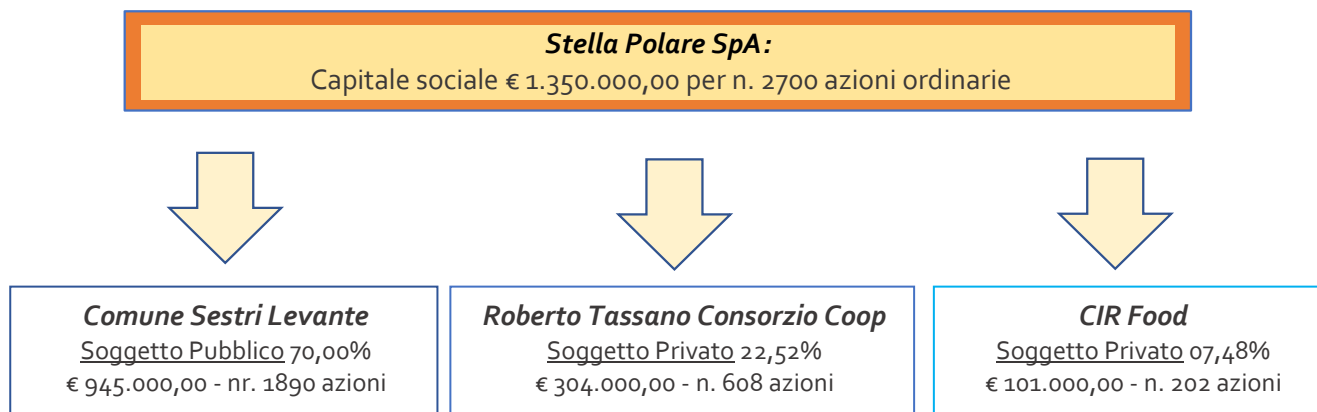 Stella Polare SpA:
Capitale sociale € 1.350.000,00 per n. 2700 azioni ordinarie
Comune Sestri Levante
Soggetto Pubblico 70,00%
€ 945.000,00 - nr. 1890 azioni
Roberto Tassano Consorzio Coop
Soggetto Privato 22,52%
€ 304.000,00 - n. 608 azioni
CIR Food
Soggetto Privato 07,48%
€ 101.000,00 - n. 202 azioni